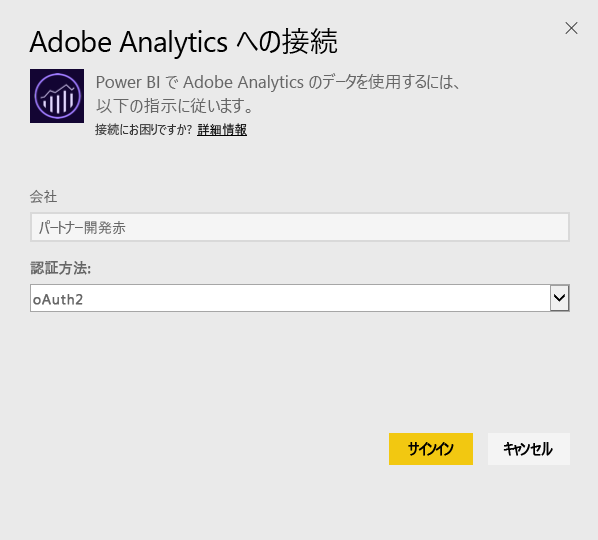 Adobe Analytics への接続
Power BI で Adobe Analytics のデータを使用するには、
以下の指示に従います。
接続にお困りですか? 詳細情報
会社
パートナー開発赤
認証方法:
oAuth2
サインイン
キャンセル